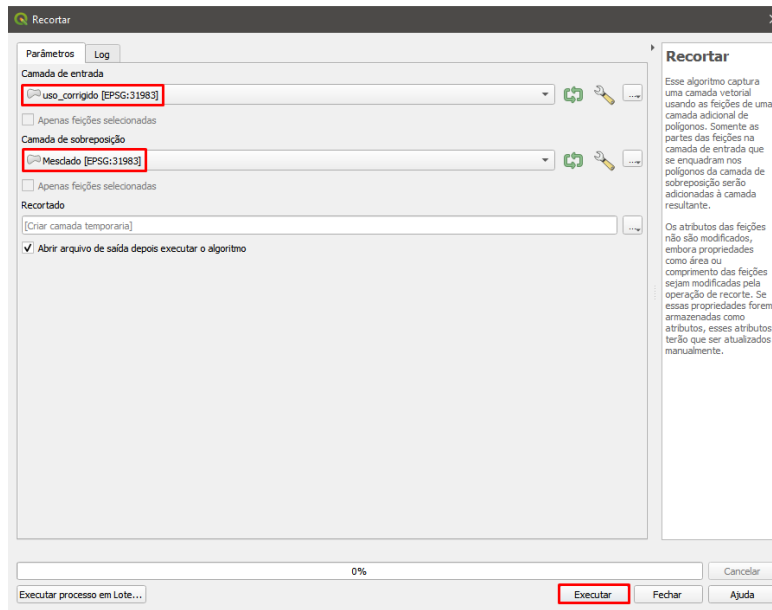 Recortar
Parâmetros
Log
Camada de entrada
uso_corrigido [EPSG:31983]
...
Apenas feições selecionadas
Camada de sobreposição
Mesclado [EPSG:31983]
...
Apenas feições selecionadas
Recortado
[Criar camada temporaria]
...
Abrir arquivo de saída depois executar o algoritmo
Recortar
Esse algoritmo captura
uma camada vetorial
usando as feições de uma
camada adicional de
polígonos. Somente as
partes das feições na
camada de entrada que
se enquadram nos
polígonos da camada de
sobreposição serão
adicionadas à camada
resultante.
Os atributos das feições
não são modificados,
embora propriedades
como área ou
comprimento das feições
sejam modificadas pela
operação de recorte. Se
essas propriedades forem
armazenadas como
atributos, esses atributos
terão que ser atualizados
manualmente.
0%
Cancelar
Executar processo em Lote...
Executar
Fechar
Ajuda